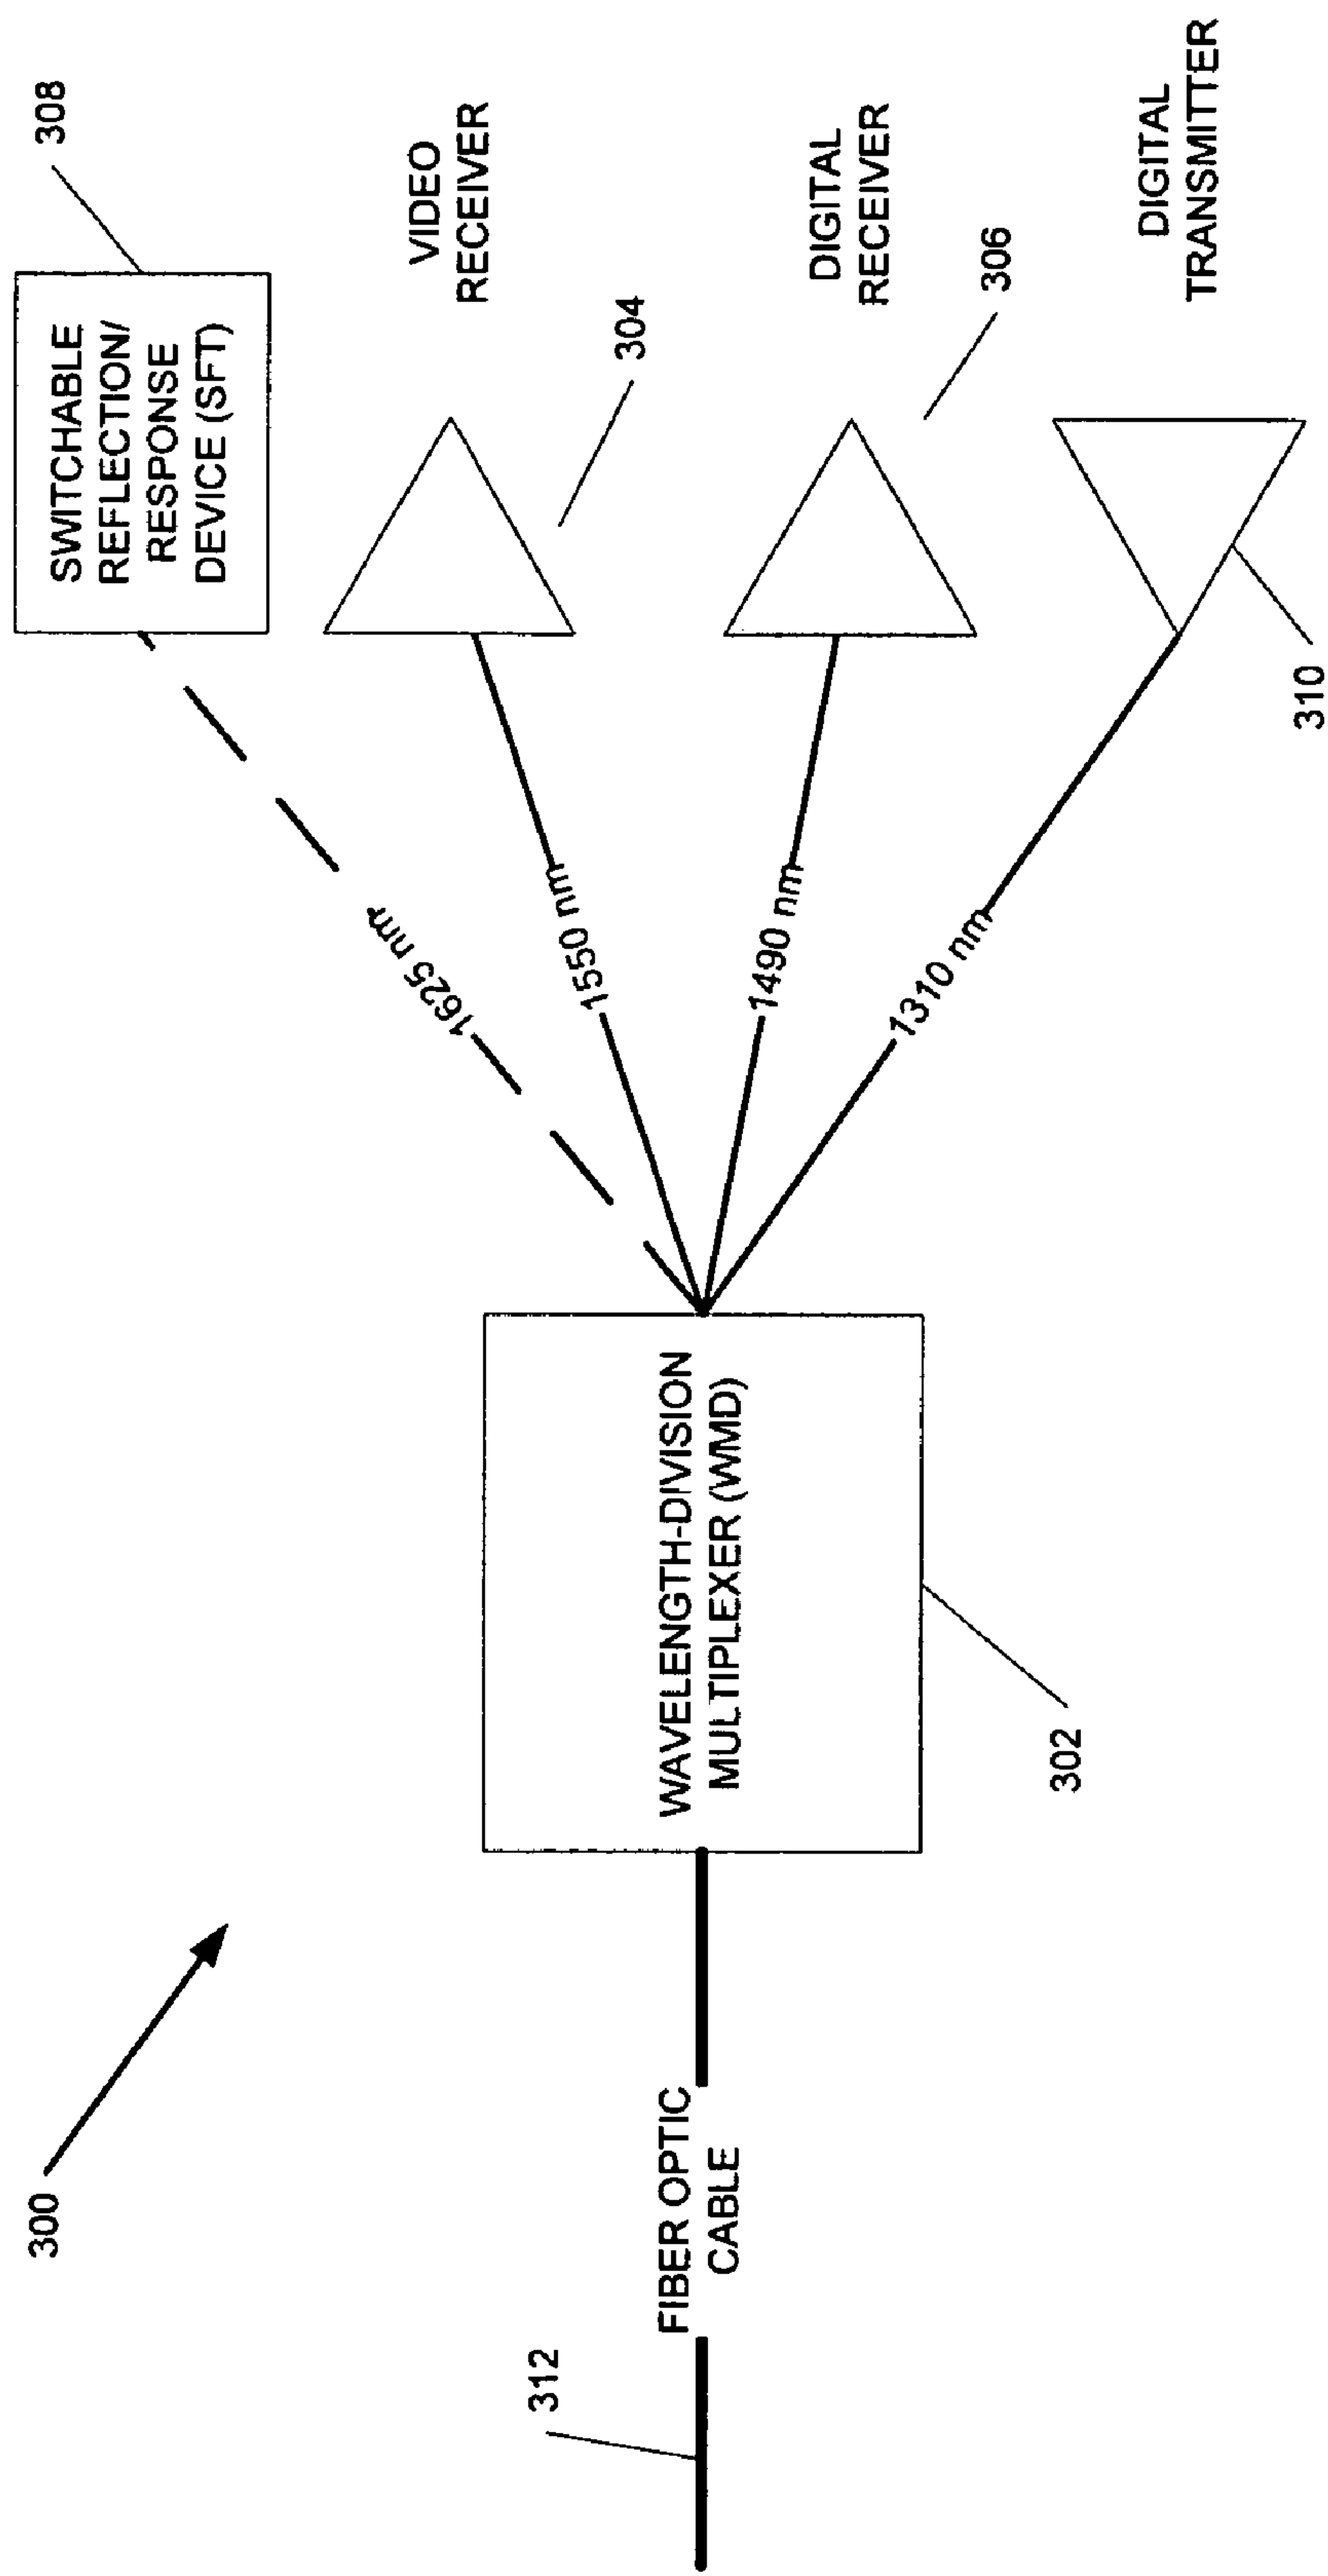 300
312
FIBER OPTIC
CABLE
WAVELENGTH-DIVISION
MULTIPLEXER (WMD)
302
1625 nm
1550 nm
1490 nm
1310 nm
SWITCHABLE
REFLECTION/
RESPONSE
DEVICE (SFT)
308
VIDEO
RECEIVER
304
DIGITAL
RECEIVER
306
DIGITAL
TRANSMITTER
310